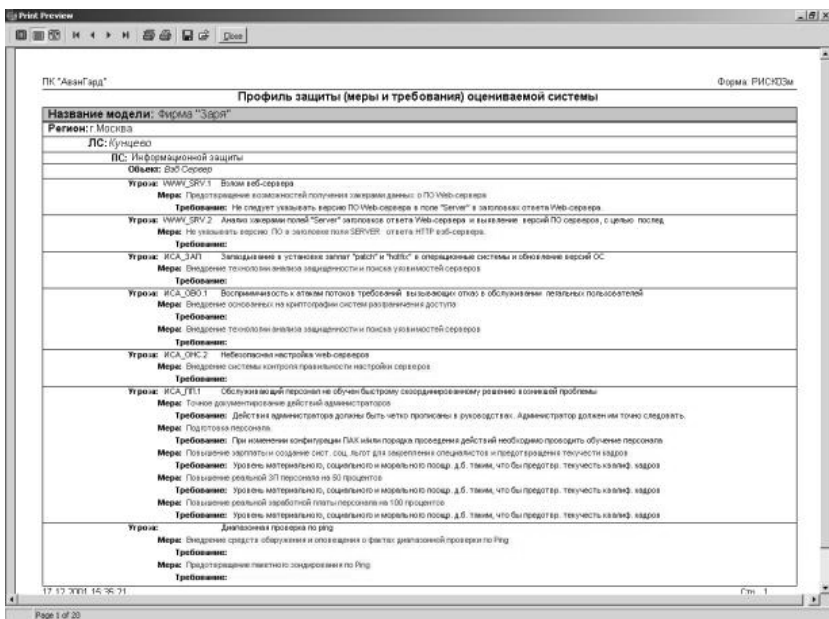 Print Preview
Close
ПК "АванГард" Форма: РИСКОЗм
Профиль защиты (меры и требования) оцениваемой системы
Название модели: Фирма "Заря"
Регион: г.Москва
ЛС: Кунцево
ПС: Информационной защиты
Объект: Вэб Сервер
Угроза: WWW_SRV.1 Взлом веб-сервера
Мера: Предотвращение возможностей получения хакерами данных о ПО Web-сервера
Требование: Не следует указывать версию ПО Web-сервера в поле "Server" в заголовках ответа Web-сервера.
Угроза: WWW_SRV.2 Анализ хакерами полей "Server" заголовков ответа Web-сервера и выявление версий ПО серверов, с целью послед
Мера: Не указывать версию ПО в заголовке поля SERVER ответа HTTP вэб-сервера.
Требование:
Угроза: ИСА_ЗАП Запаздывание в установке заплат "patch" и "hotfix" в операционные системы и обновление версий ОС
Мера: Внедрение технологии анализа защищенности и поиска уязвимостей серверов
Требование:
Угроза: ИСА_ОВО.1 Восприимчивость к атакам потоков требований вызывающих отказ в обслуживании легальных пользователей
Мера: Внедрение основанных на криптографии систем разграничения доступа
Требование:
Мера: Внедрение технологии анализа защищенности и поиска уязвимостей серверов
Требование:
Угроза: ИСА_ОНС.2 Небезопасная настройка web-серверов
Мера: Внедрение системы контроля правильности настройки серверов
Требование:
Угроза: ИСА_ПП.1 Обслуживающий персонал не обучен быстрому скоординированному решению возникшей проблемы
Мера: Точное документирование действий администраторов
Требование: Действия администратора должны быть четко прописаны в руководствах. Администратор должен им точно следовать.
Мера: Подготовка персонала
Требование: При изменении конфигурации ПАК и/или порядка проведения действий необходимо проводить обучение персонала
Мера: Повышение зарплаты и создание сист. соц. льгот для закрепления специалистов и предотвращения текучести кадров
Требование: Уровень материального, социального и морального поощр. д.б. таким, что бы предотвр. текучесть квалиф. кадров
Мера: Повышение реальной ЗП персонала на 50 процентов
Требование: Уровень материального, социального и морального поощр. д.б. таким, что бы предотвр. текучесть квалиф. кадров
Мера: Повышение реальной заработной платы персонала на 100 процентов
Требование: Уровень материального, социального и морального поощр. д.б. таким, что бы предотвр. текучесть квалиф. кадров
Угроза: Диапазонная проверка по ping
Мера: Внедрение средств обнаружения и оповещения о фактах диапазонной проверки по Ping
Требование:
Мера: Предотвращение пакетного зондирования по Ping
Требование:
17.12.2001 15:35:21 Стр. 1
Page 1 of 20